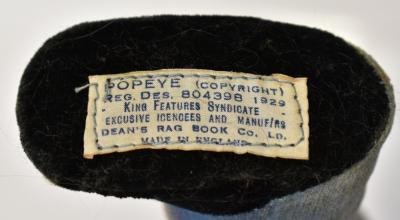 POPEYE (COPYRIGHT)
REG. DES. 804398 1929
- KING FEATURES SYNDICATE -
EXCUSIVE ICENCEES AND MANUF/RS
DEAN'S RAG BOOK CO. LD.
MADE IN ENGLAND